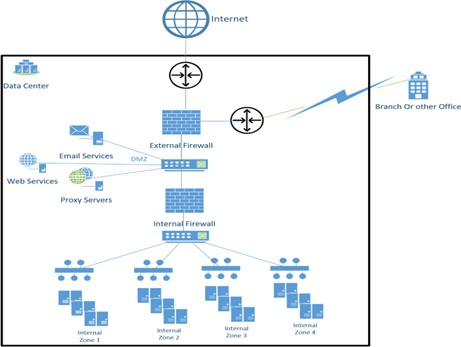 Internet
Data Center
Branch Or other Office
External Firewall
Email Services
DMZ
Web Services
Proxy Servers
Internal Firewall
Internal
Zone 1
Internal
Zone 2
Internal
Zone 3
Internal
Zone 4